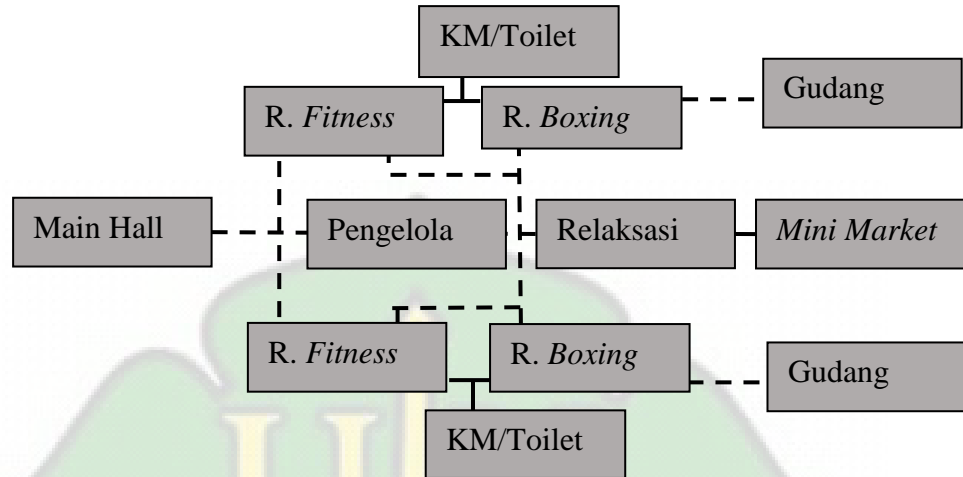 KM/Toilet
Gudang
R. Fitness
R. Boxing
Main Hall
Pengelola
Relaksasi
Mini Market
R. Fitness
R. Boxing
Gudang
KM/Toilet